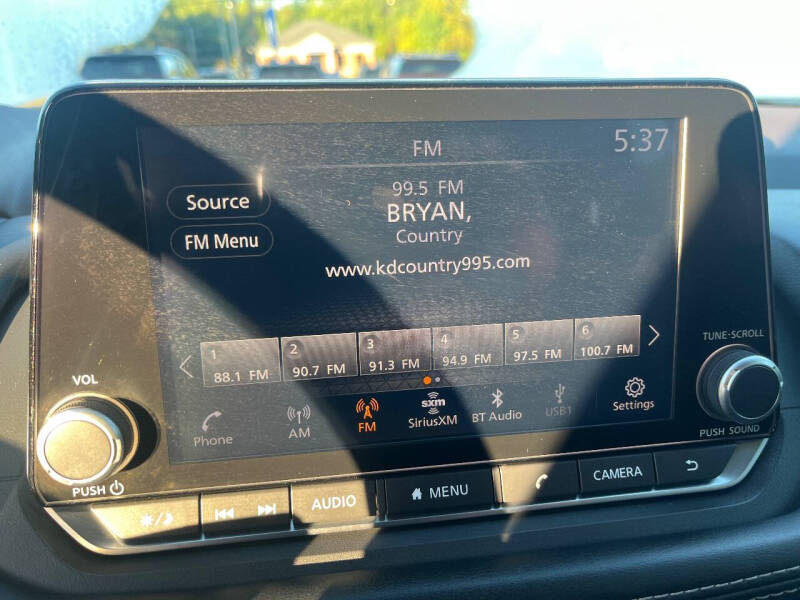 FM
5:37
99.5 FM
BRYAN,
Country
www.kdcountry995.com
Source
FM Menu
1
88.1 FM
2
90.7 FM
3
91.3 FM
4
94.9 FM
5
97.5 FM
6
100.7 FM
Phone
AM
FM
sxm
SiriusXM
BT Audio
USB1
Settings
VOL
PUSH
TUNE·SCROLL
PUSH SOUND
AUDIO
MENU
CAMERA